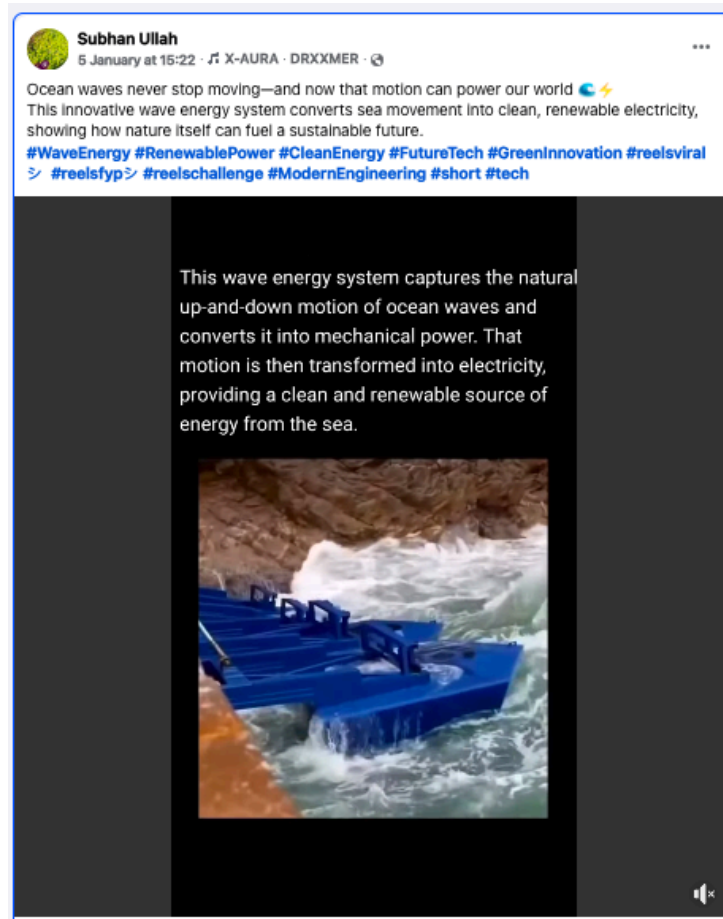 Subhan Ullah
5 January at 15:22 · X-AURA · DRXXMER ·
Ocean waves never stop moving—and now that motion can power our world 🌊⚡
This innovative wave energy system converts sea movement into clean, renewable electricity,
showing how nature itself can fuel a sustainable future.
#WaveEnergy #RenewablePower #CleanEnergy #FutureTech #GreenInnovation #reelsviral
シ #reelsfypシ #reelschallenge #ModernEngineering #short #tech
This wave energy system captures the natural
up-and-down motion of ocean waves and
converts it into mechanical power. That
motion is then transformed into electricity,
providing a clean and renewable source of
energy from the sea.